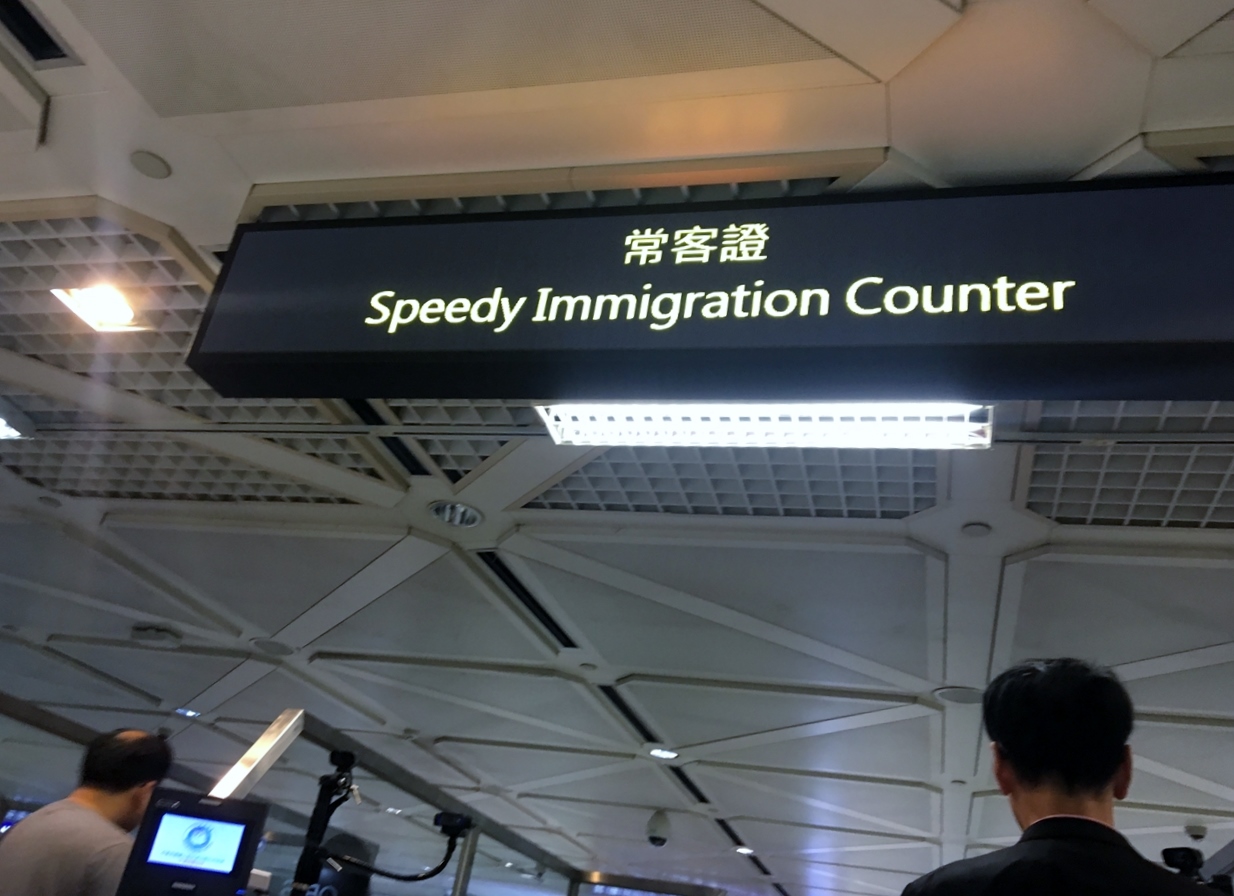 常客證
Speedy Immigration Counter